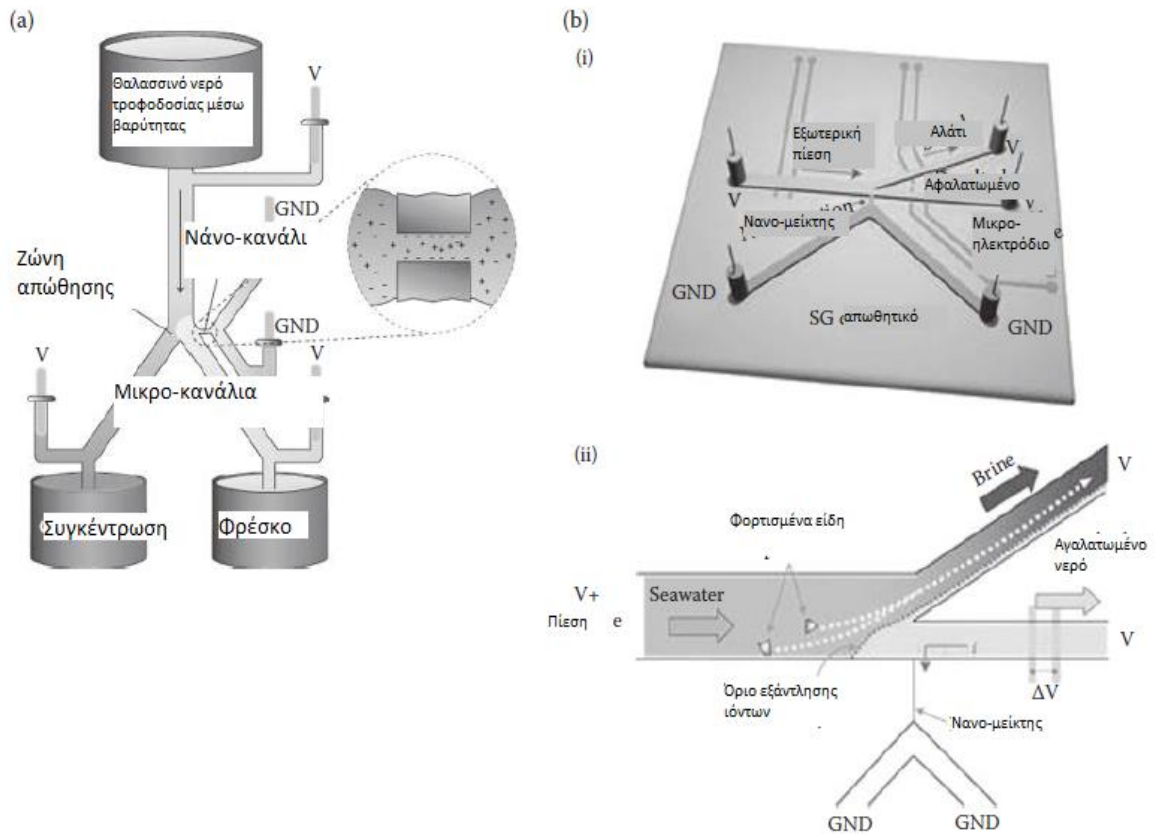 (a)
Θαλασσινό νερό
τροφοδοσίας μέσω
βαρύτητας
V
GND
Νάνο-κανάλι
Ζώνη
απώθησης
GND
V
V
Μικρο-κανάλια
Συγκέντρωση
Φρέσκο
(b)
(i)
Εξωτερική
πίεση
Αλάτι
V
Αφαλατωμένο
V
V
Νανο-μείκτης
Μικρο-
ηλεκτρόδιο
GND
SG απωθητικό
GND
(ii)
Brine
V
Φορτισμένα είδη
Αγαλατωμένο
νερό
V+
Seawater
Πίεση e
V
Όριο εξάντλησης
ιόντων
ΔV
Νανο-μείκτης
GND
GND